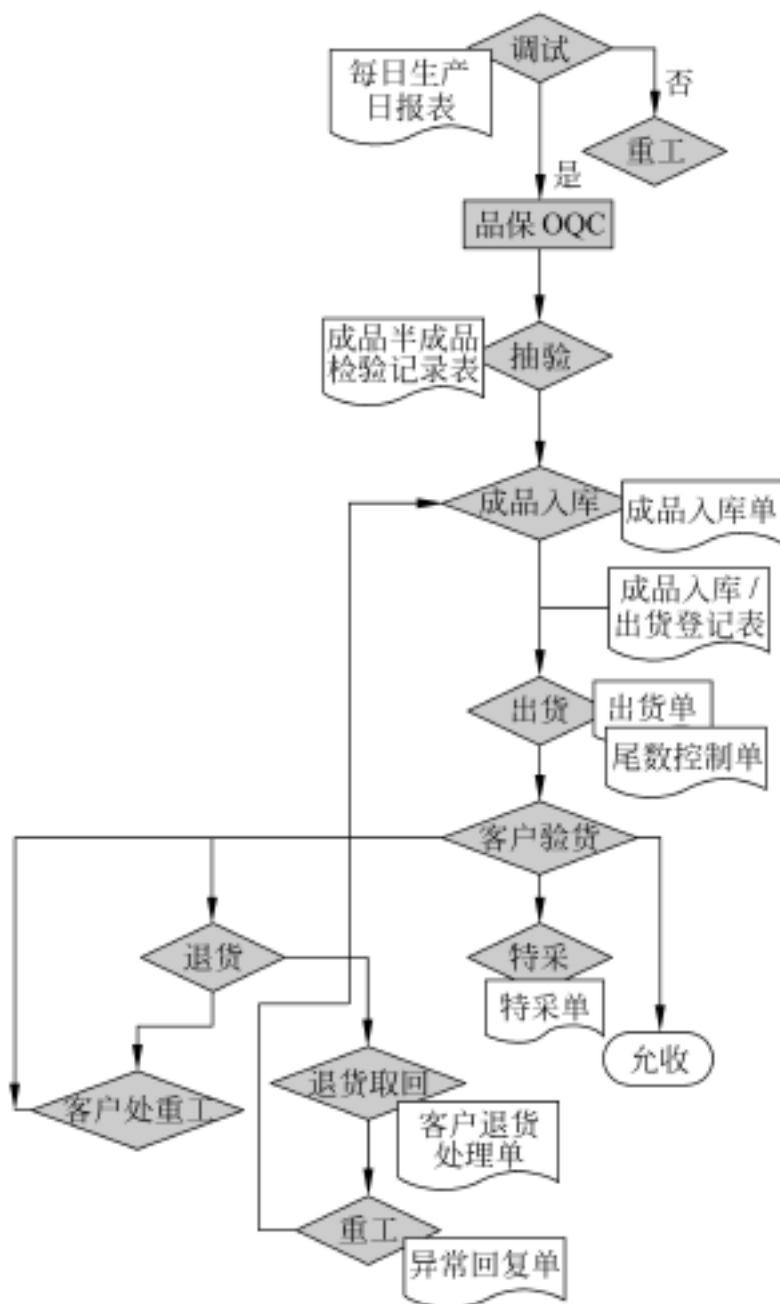 调试
每日生产
日报表
否
重工
是
品保 OQC
成品半成品
检验记录表
抽验
成品入库
成品入库单
成品入库 /
出货登记表
出货
出货单
尾数控制单
客户验货
退货
特采
特采单
允收
退货取回
客户处重工
客户退货
处理单
重工
异常回复单